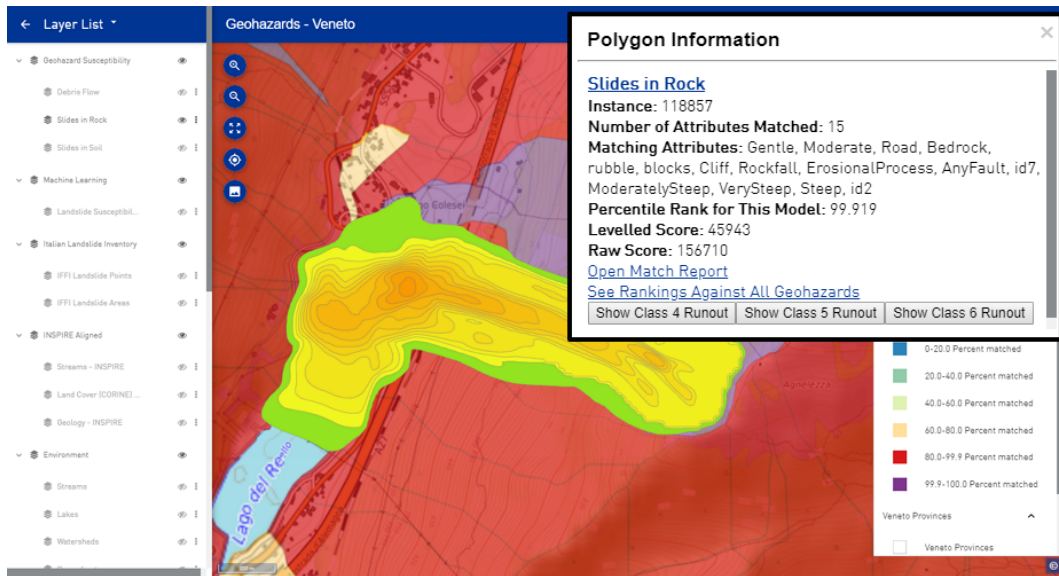 Layer List
Geohazards - Veneto
Geohazard Susceptibility
Debris Flow
Slides in Rock
Slides in Soil
Machine Learning
Landslide Susceptibil...
Italian Landslide Inventory
IFFI Landslide Points
IFFI Landslide Areas
INSPIRE Aligned
Streams - INSPIRE
Land Cover (CORINE) ...
Geology - INSPIRE
Environment
Streams
Lakes
Watersheds
Polygon Information
Slides in Rock
Instance: 118857
Number of Attributes Matched: 15
Matching Attributes: Gentle, Moderate, Road, Bedrock,
rubble, blocks, Cliff, Rockfall, ErosionalProcess, AnyFault, id7,
ModeratelySteep, VerySteep, Steep, id2
Percentile Rank for This Model: 99.919
Levelled Score: 45943
Raw Score: 156710
Open Match Report
See Rankings Against All Geohazards
Show Class 4 Runout Show Class 5 Runout Show Class 6 Runout
0-20.0 Percent matched
20.0-40.0 Percent matched
40.0-60.0 Percent matched
60.0-80.0 Percent matched
80.0-99.9 Percent matched
99.9-100.0 Percent matched
Veneto Provinces
Veneto Provinces
Colesei
Agnelezza
A27
Lago del